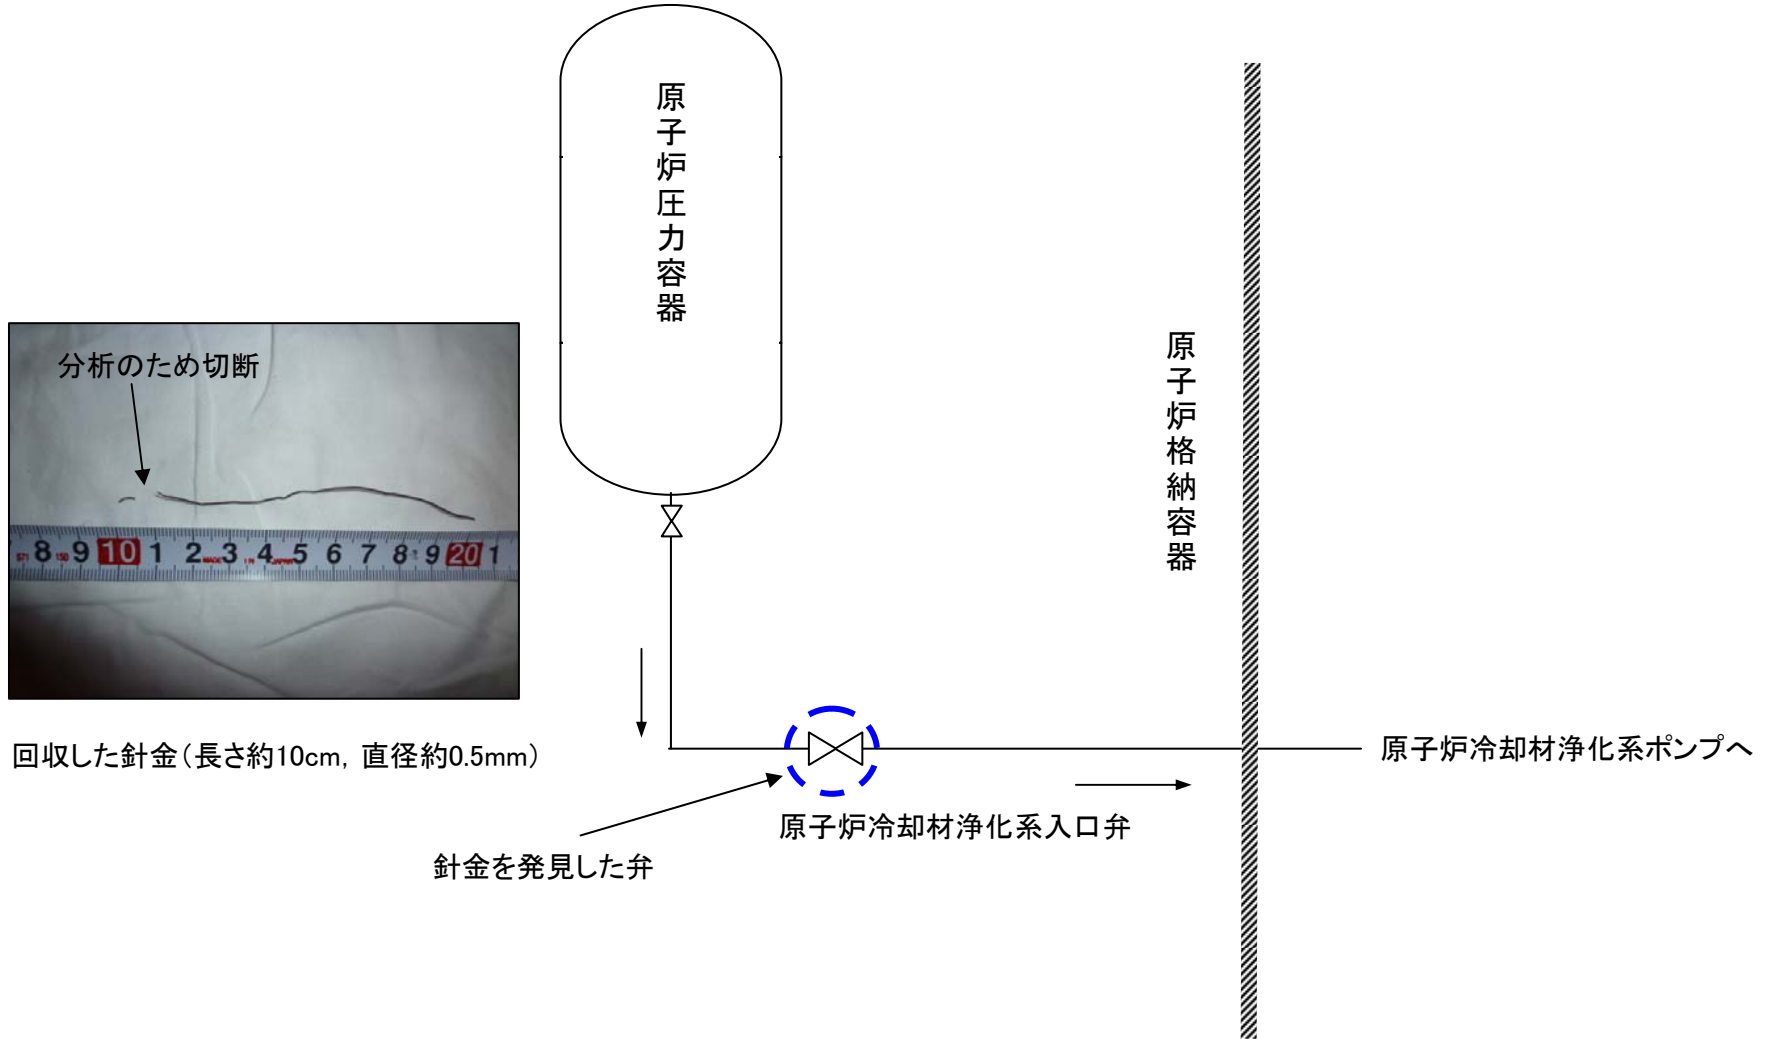 原子炉圧力容器
分析のため切断
8 9 10 1 2 3 4 5 6 7 8 9 20 1
原子炉格納容器
回収した針金（長さ約10cm，直径約0.5mm）
原子炉冷却材浄化系ポンプへ
原子炉冷却材浄化系入口弁
針金を発見した弁